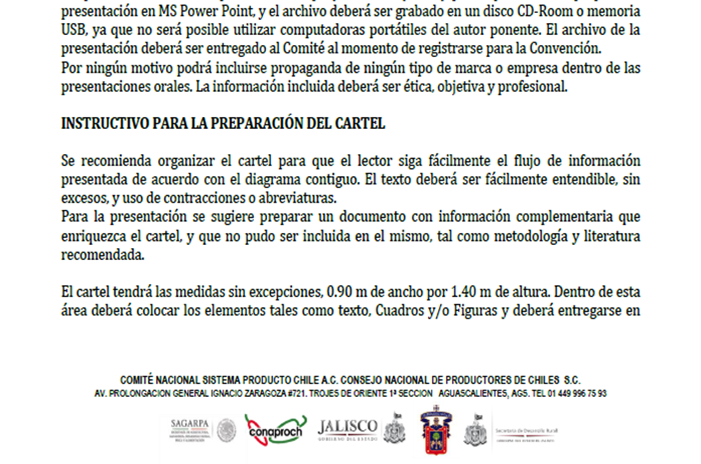 presentación en MS Power Point, y el archivo deberá ser grabado en un disco CD-Room o memoria
USB, ya que no será posible utilizar computadoras portátiles del autor ponente. El archivo de la
presentación deberá ser entregado al Comité al momento de registrarse para la Convención.
Por ningún motivo podrá incluirse propaganda de ningún tipo de marca o empresa dentro de las
presentaciones orales. La información incluida deberá ser ética, objetiva y profesional.
INSTRUCTIVO PARA LA PREPARACIÓN DEL CARTEL
Se recomienda organizar el cartel para que el lector siga fácilmente el flujo de información
presentada de acuerdo con el diagrama contiguo. El texto deberá ser fácilmente entendible, sin
excesos, y uso de contracciones o abreviaturas.
Para la presentación se sugiere preparar un documento con información complementaria que
enriquezca el cartel, y que no pudo ser incluida en el mismo, tal como metodología y literatura
recomendada.
El cartel tendrá las medidas sin excepciones, 0.90 m de ancho por 1.40 m de altura. Dentro de esta
área deberá colocar los elementos tales como texto, Cuadros y/o Figuras y deberá entregarse en
COMITÉ NACIONAL SISTEMA PRODUCTO CHILE A.C. CONSEJO NACIONAL DE PRODUCTORES DE CHILES S.C.
AV. PROLONGACION GENERAL IGNACIO ZARAGOZA #721. TROJES DE ORIENTE 1ª SECCION AGUASCALIENTES, AGS. TEL 01 449 996 75 93
SAGARPA
conaproch
JALISCO
GOBIERNO DEL ESTADO
Secretaría de Desarrollo Rural